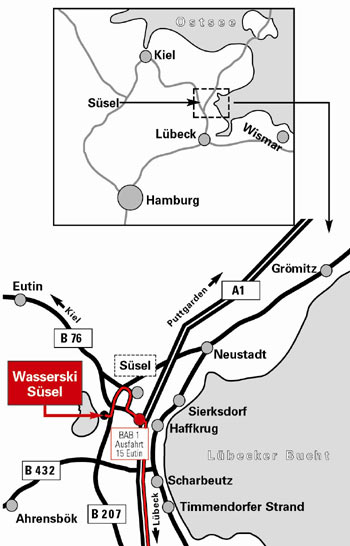 Ostsee
Kiel
Süsel
Lübeck
Wismar
Hamburg
Grömitz
Puttgarden
A1
Eutin
Kiel
B 76
Süsel
Neustadt
Wasserski
Süsel
Sierksdorf
Haffkrug
BAB 1
Ausfahrt
15 Eutin
Lübecker Bucht
B 432
Scharbeutz
Lübeck
Timmendorfer Strand
Ahrensbök
B 207